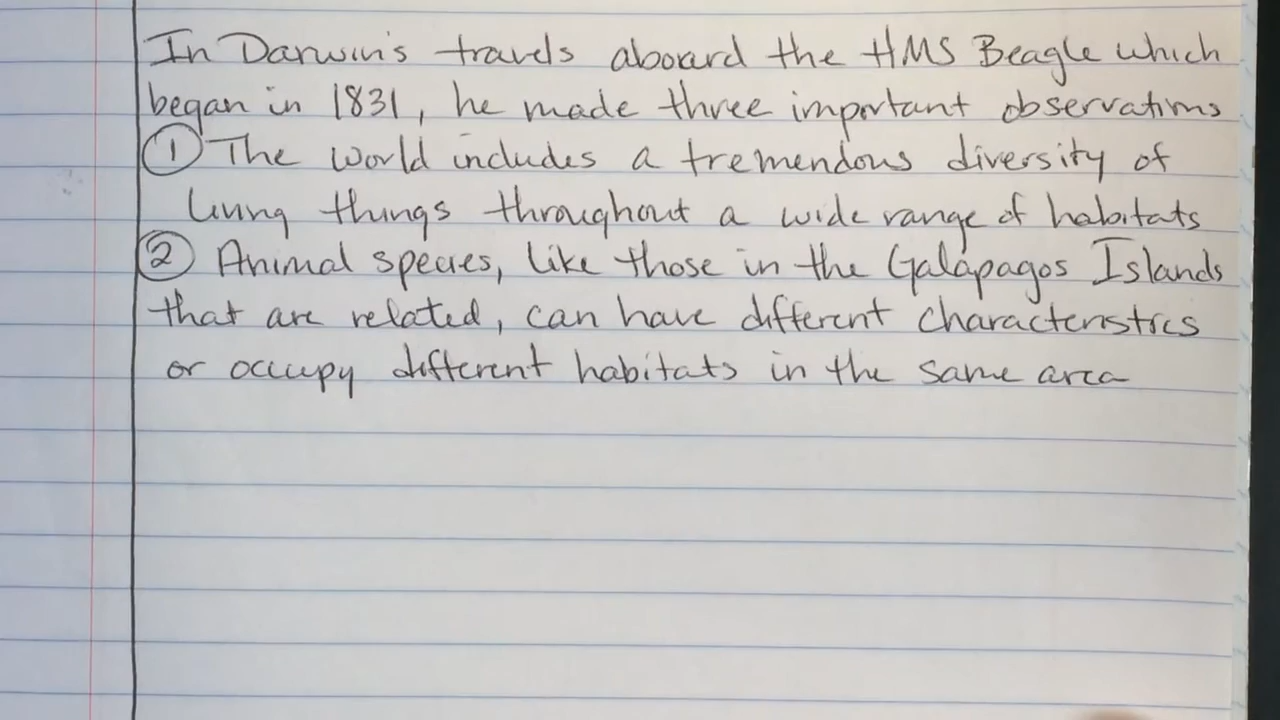 In Darwin's travels aboard the HMS Beagle which
began in 1831, he made three important observations
① The world includes a tremendous diversity of
living things throughout a wide range of habitats
② Animal species, like those in the Galápagos Islands
that are related, can have different characteristics
or occupy different habitats in the same area